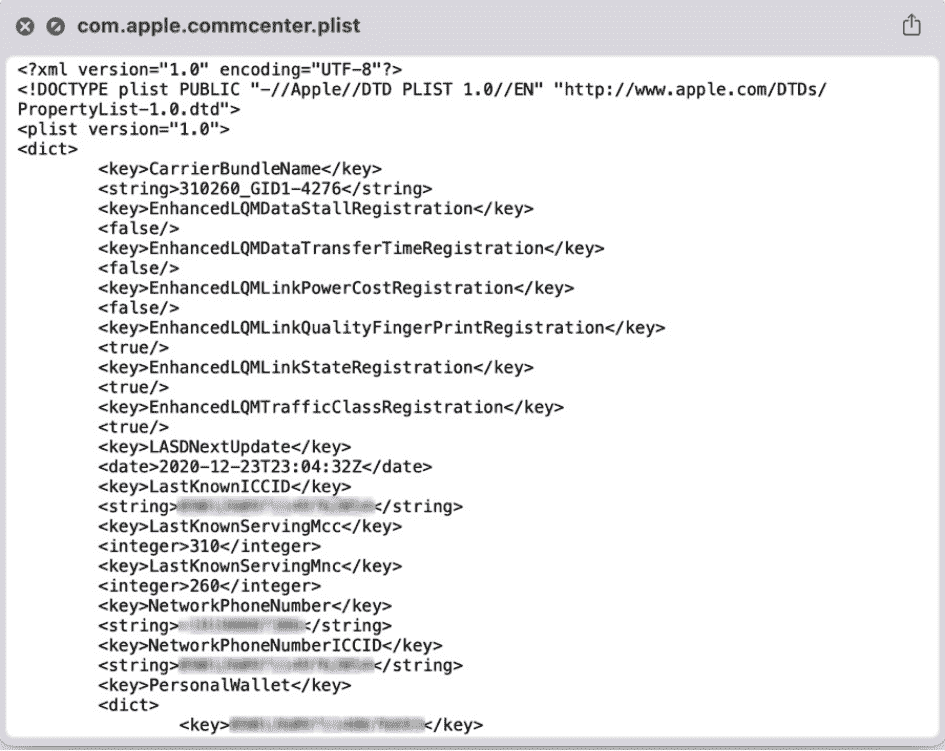 com.apple.commcenter.plist
<?xml version="1.0" encoding="UTF-8"?>
<!DOCTYPE plist PUBLIC "-//Apple//DTD PLIST 1.0//EN" "http://www.apple.com/DTDs/
PropertyList-1.0.dtd">
<plist version="1.0">
<dict>
<key>CarrierBundleName</key>
<string>310260_GID1-4276</string>
<key>EnhancedLQMDataStallRegistration</key>
<false/>
<key>EnhancedLQMDataTransferTimeRegistration</key>
<false/>
<key>EnhancedLQMLinkPowerCostRegistration</key>
<false/>
<key>EnhancedLQMLinkQualityFingerPrintRegistration</key>
<true/>
<key>EnhancedLQMLinkStateRegistration</key>
<true/>
<key>EnhancedLQMTrafficClassRegistration</key>
<true/>
<key>LASDNextUpdate</key>
<date>2020-12-23T23:04:32Z</date>
<key>LastKnownICCID</key>
<string></string>
<key>LastKnownServingMcc</key>
<integer>310</integer>
<key>LastKnownServingMnc</key>
<integer>260</integer>
<key>NetworkPhoneNumber</key>
<string></string>
<key>NetworkPhoneNumberICCID</key>
<string></string>
<key>PersonalWallet</key>
<dict>
<key></key>